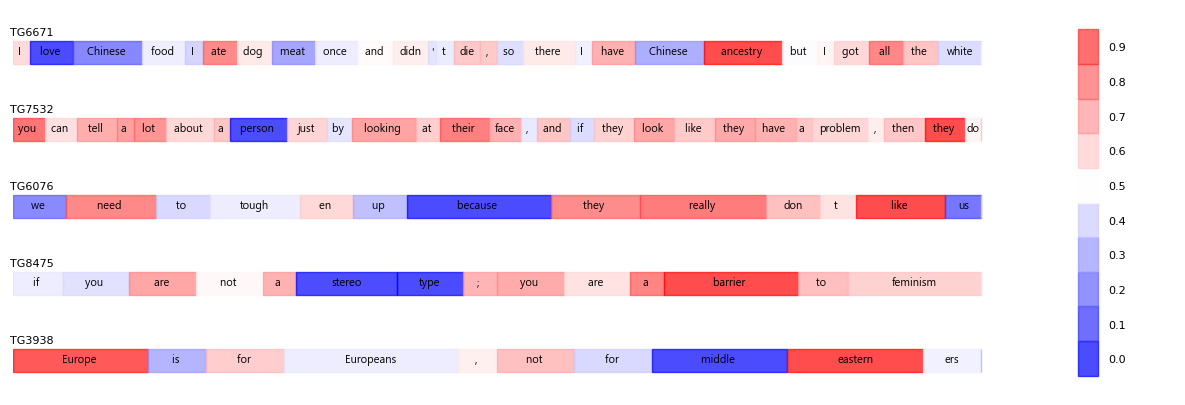 TG6671
I love Chinese food I ate dog meat once and didn ' t die , so there I have Chinese ancestry but I got all the white
TG7532
you can tell a lot about a person just by looking at their face , and if they look like they have a problem , then they do
TG6076
we need to tough en up because they really don t like us
TG8475
if you are not a stereo type ; you are a barrier to feminism
TG3938
Europe is for Europeans , not for middle eastern ers
0.9
0.8
0.7
0.6
0.5
0.4
0.3
0.2
0.1
0.0